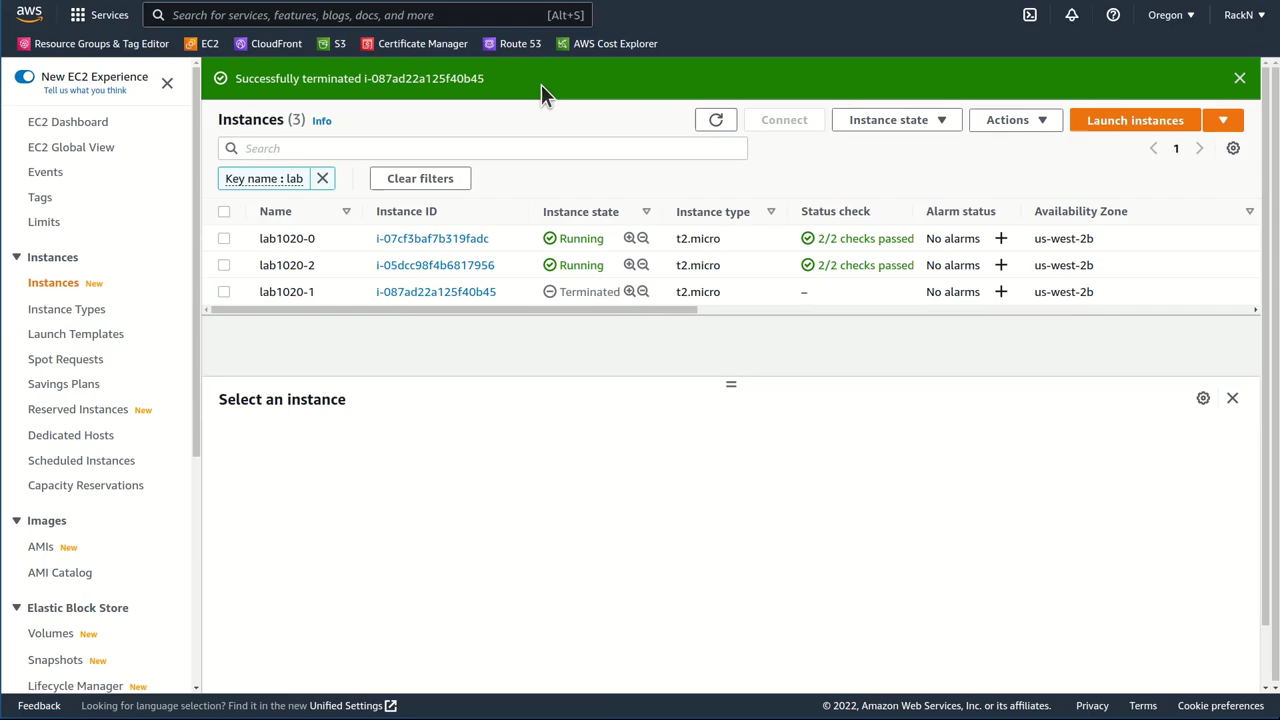 aws Services Search for services, features, blogs, docs, and more [Alt+S] Oregon RackN
Resource Groups & Tag Editor EC2 CloudFront S3 Certificate Manager Route 53 AWS Cost Explorer
New EC2 Experience
Tell us what you think
EC2 Dashboard
EC2 Global View
Events
Tags
Limits
Instances
Instances New
Instance Types
Launch Templates
Spot Requests
Savings Plans
Reserved Instances New
Dedicated Hosts
Scheduled Instances
Capacity Reservations
Images
AMIs New
AMI Catalog
Elastic Block Store
Volumes New
Snapshots New
Lifecycle Manager New
Successfully terminated i-087ad22a125f40b45
Instances (3) Info Connect Instance state Actions Launch instances
Search 1
Key name : lab Clear filters
Name Instance ID Instance state Instance type Status check Alarm status Availability Zone
lab1020-0 i-07cf3baf7b319fadc Running t2.micro 2/2 checks passed No alarms + us-west-2b
lab1020-2 i-05dcc98f4b6817956 Running t2.micro 2/2 checks passed No alarms + us-west-2b
lab1020-1 i-087ad22a125f40b45 Terminated t2.micro – No alarms + us-west-2b
Select an instance
Feedback Looking for language selection? Find it in the new Unified Settings © 2022, Amazon Web Services, Inc. or its affiliates. Privacy Terms Cookie preferences